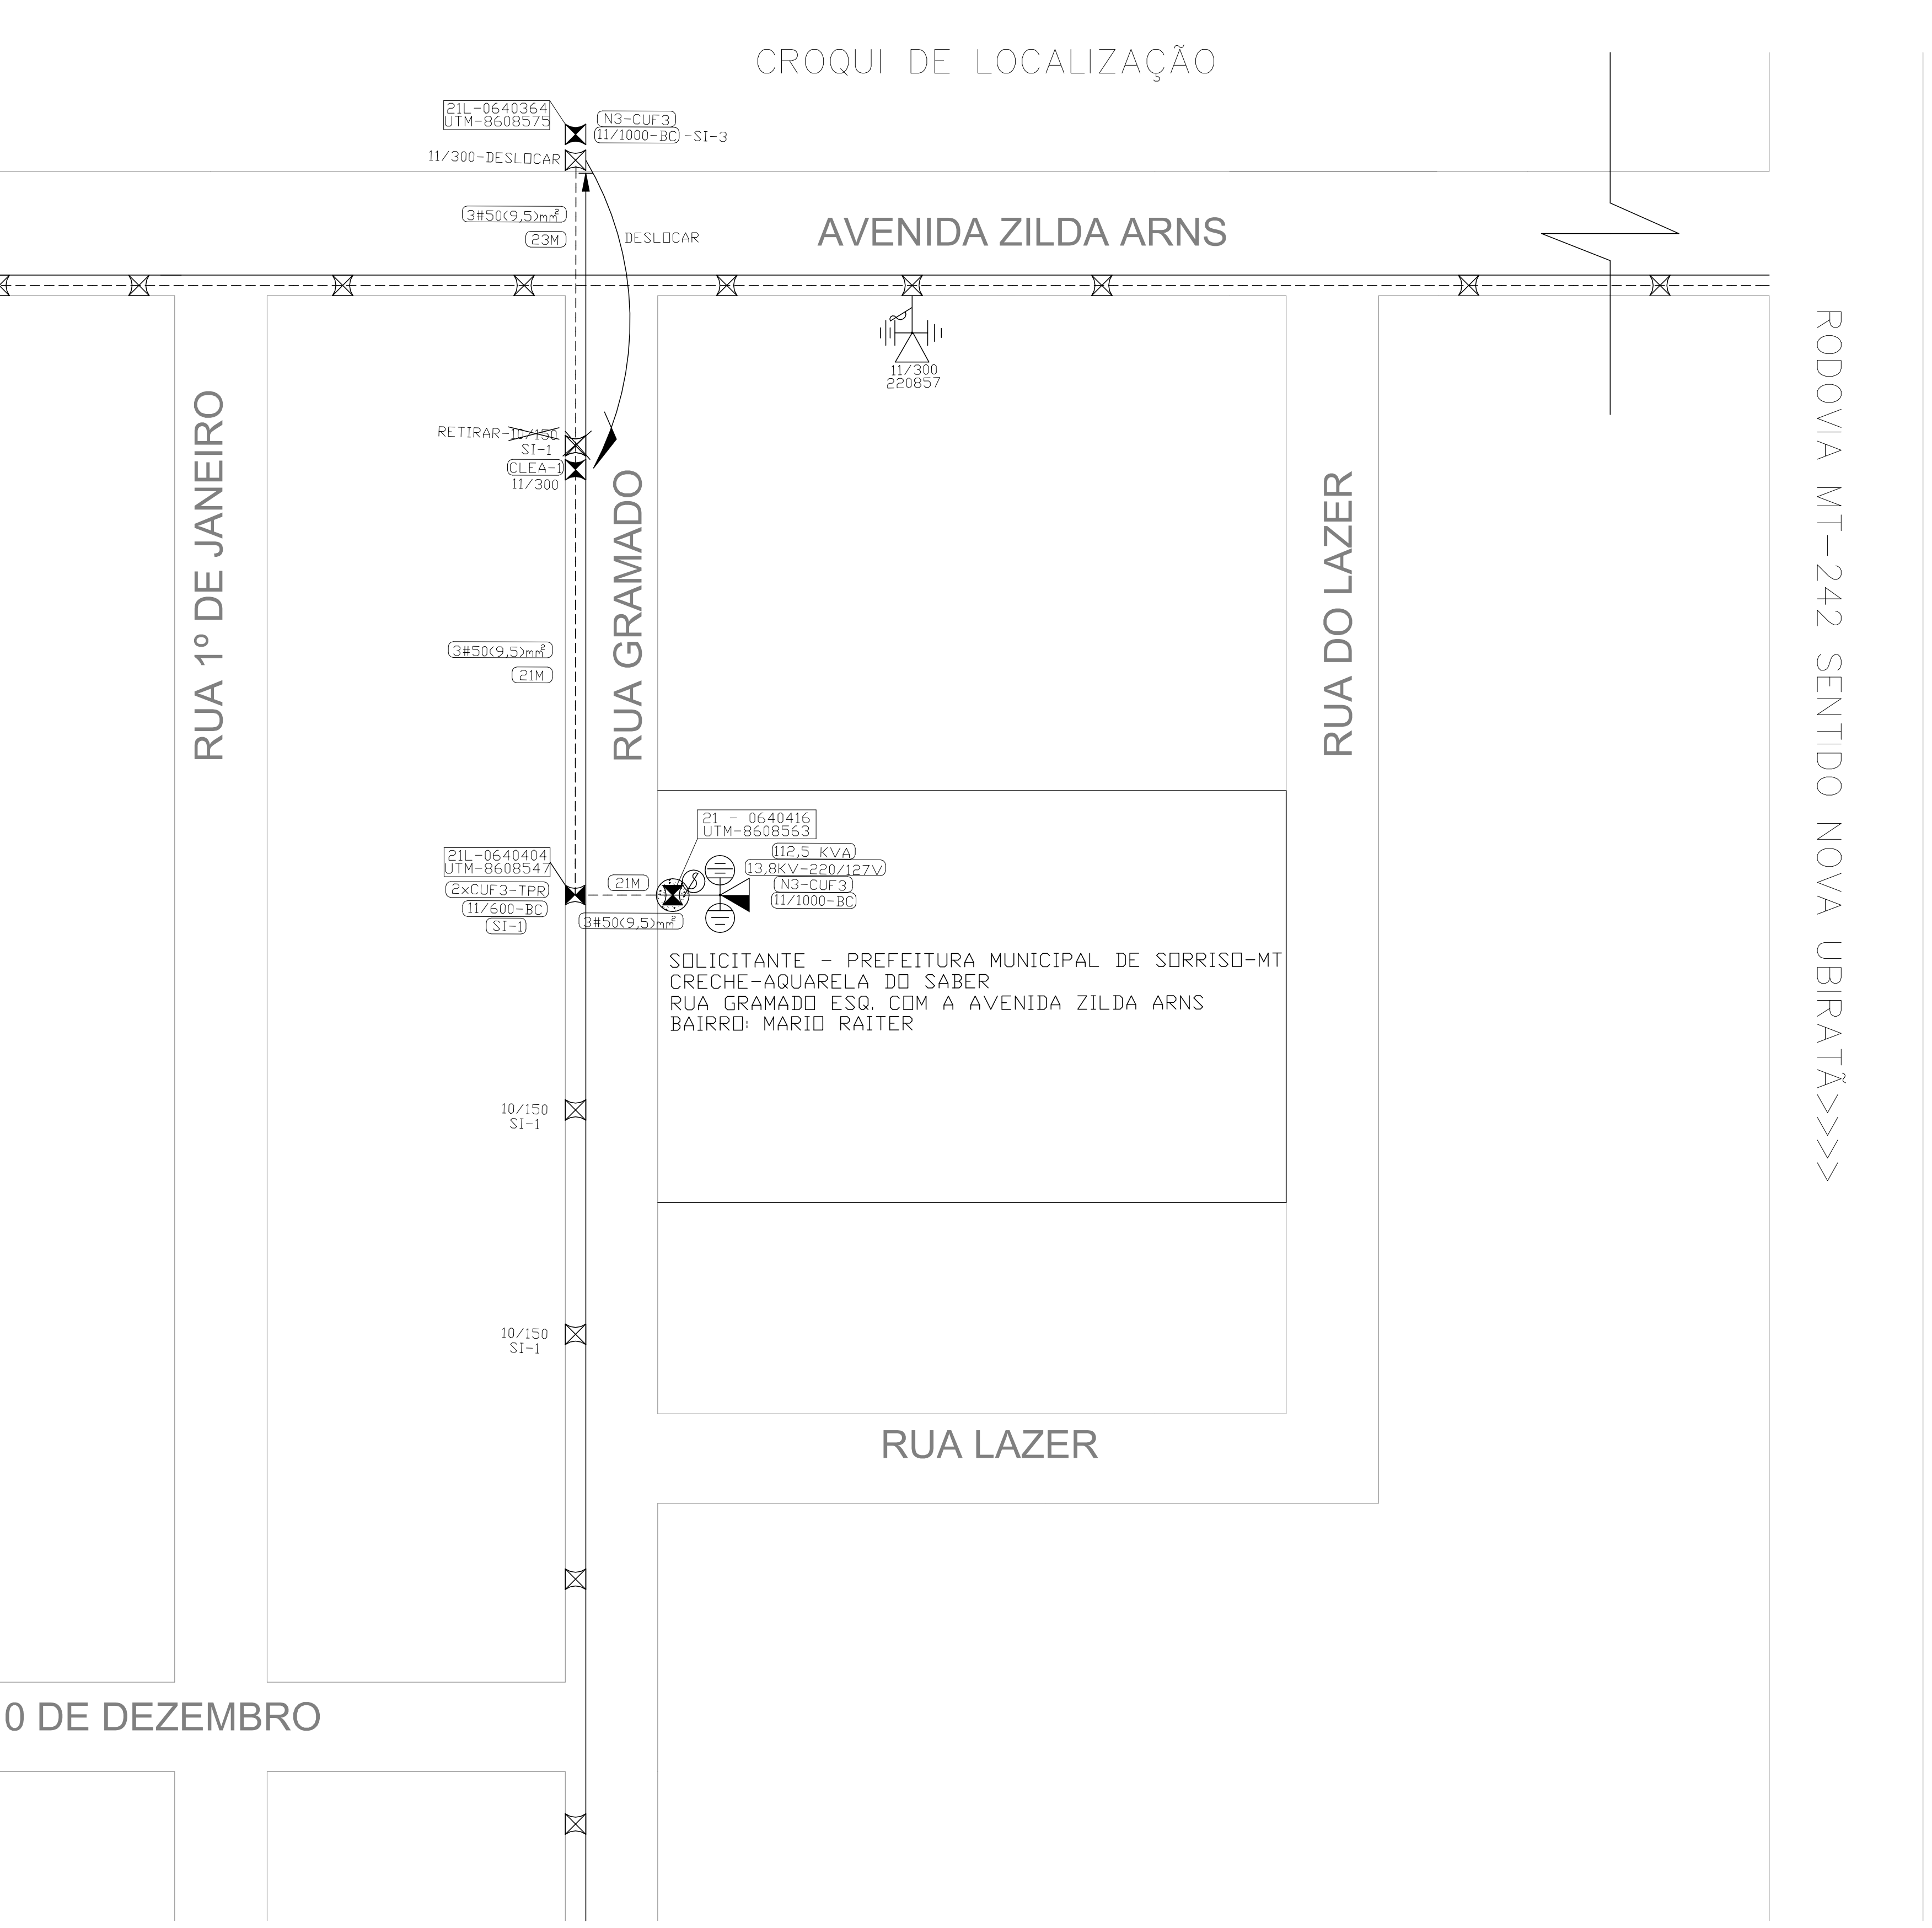 CROQUI DE LOCALIZAÇÃO
21L-0640364
UTM-8608575
N3-CUF3
11/1000-BC -SI-3
11/300-DESLOCAR
3#50(9,5)mm²
23M
DESLOCAR
AVENIDA ZILDA ARNS
11/300
220857
RETIRAR-10/150
SI-1
CLEA-1
11/300
RUA 1º DE JANEIRO
RUA GRAMADO
RUA DO LAZER
RODOVIA MT-242 SENTIDO NOVA UBIRATÃ>>>>
3#50(9,5)mm²
21M
21 - 0640416
UTM-8608563
112,5 KVA
13,8KV-220/127V
N3-CUF3
11/1000-BC
21L-0640404
UTM-8608547
2xCUF3-TPR
11/600-BC
SI-1
21M
3#50(9,5)mm²
SOLICITANTE - PREFEITURA MUNICIPAL DE SORRISO-MT
CRECHE-AQUARELA DO SABER
RUA GRAMADO ESQ. COM A AVENIDA ZILDA ARNS
BAIRRO: MARIO RAITER
10/150
SI-1
10/150
SI-1
RUA LAZER
0 DE DEZEMBRO